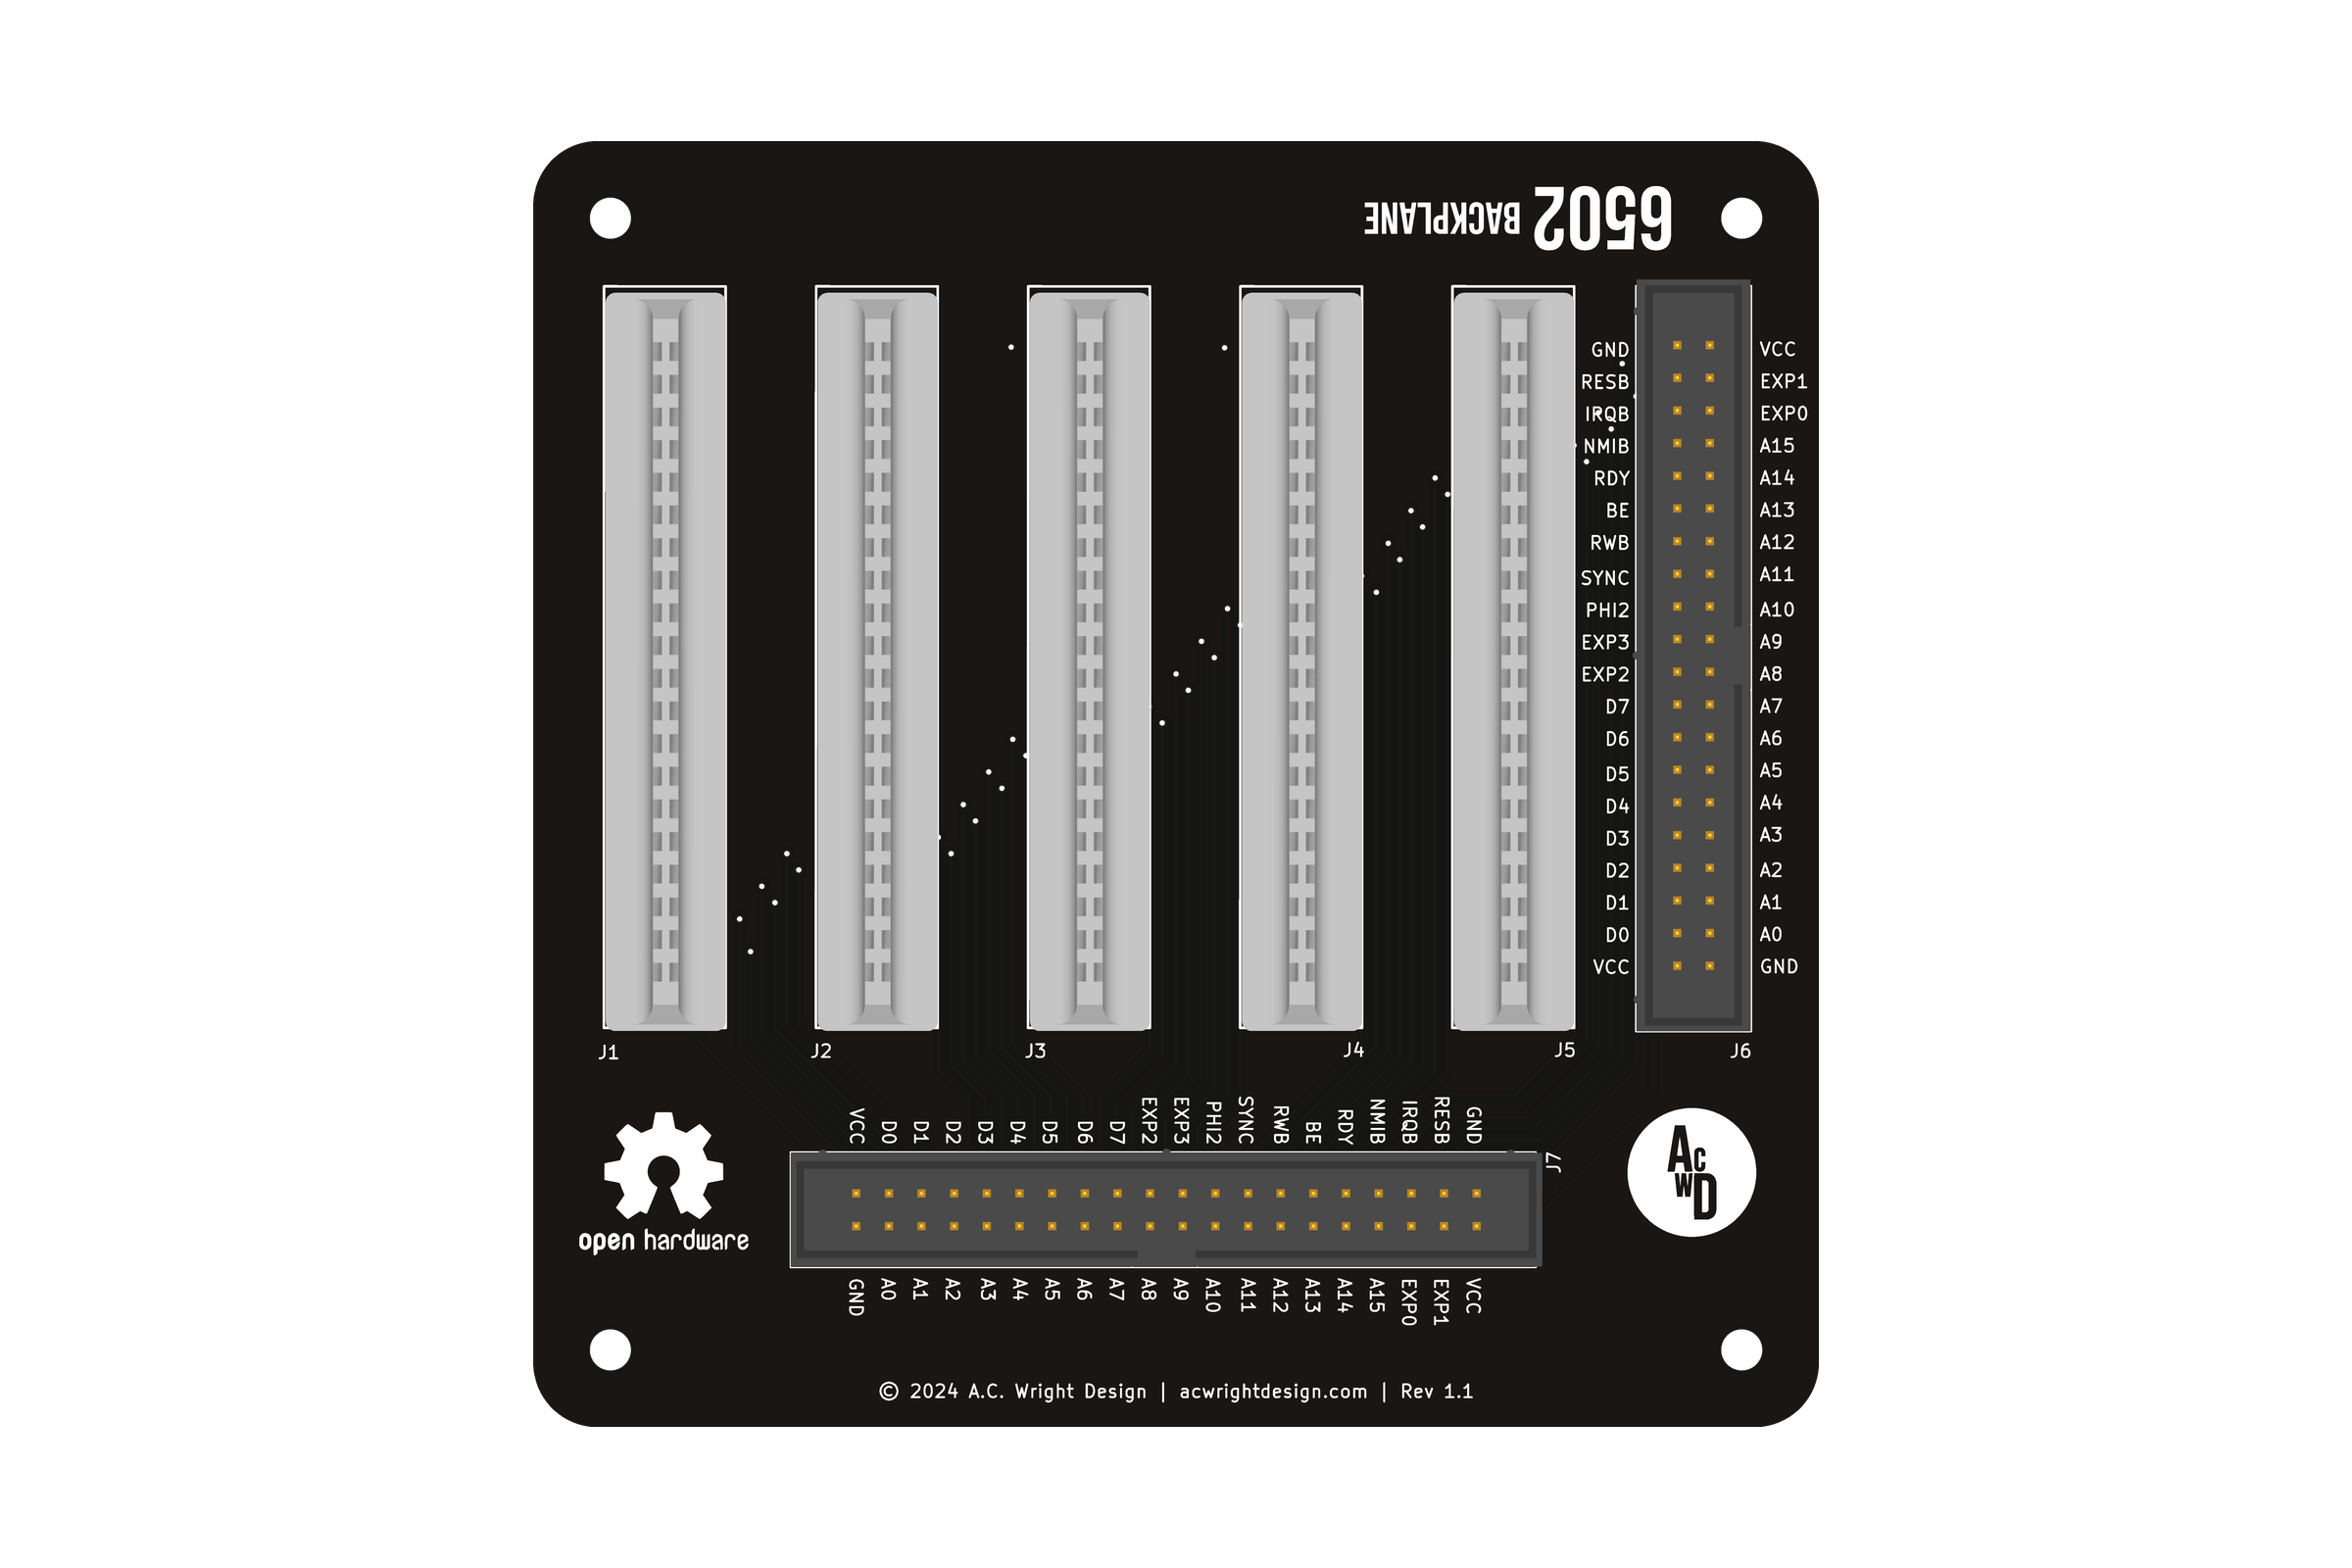 6502 BACKPLANE
GND VCC
RESB EXP1
IRQB EXP0
NMIB A15
RDY A14
BE A13
RWB A12
SYNC A11
PHI2 A10
EXP3 A9
EXP2 A8
D7 A7
D6 A6
D5 A5
D4 A4
D3 A3
D2 A2
D1 A1
D0 A0
VCC GND
J1 J2 J3 J4 J5 J6
VCC D0 D1 D2 D3 D4 D5 D6 D7 EXP2 EXP3 PHI2 SYNC RWB BE RDY NMIB IRQB RESB GND
J7
GND A0 A1 A2 A3 A4 A5 A6 A7 A8 A9 A10 A11 A12 A13 A14 A15 EXP0 EXP1 VCC
open hardware
AC
WD
© 2024 A.C. Wright Design | acwrightdesign.com | Rev 1.1